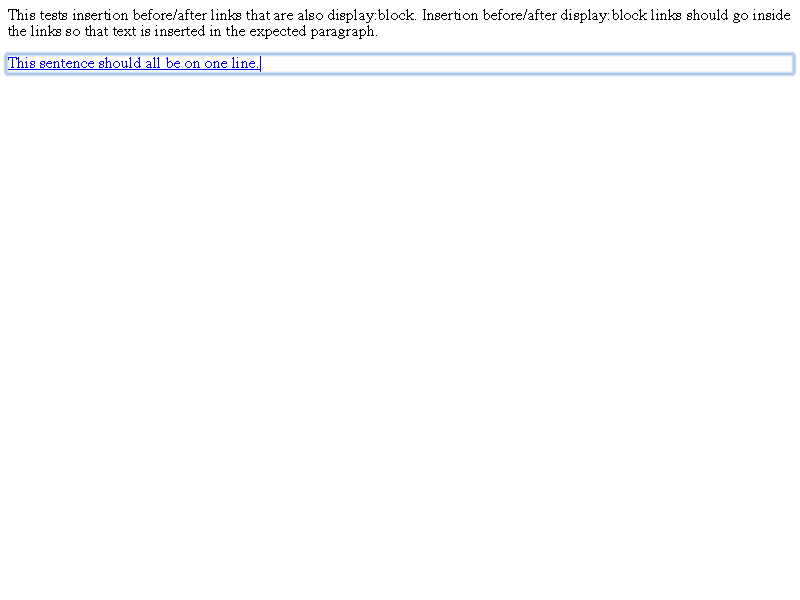 This tests insertion before/after links that are also display:block. Insertion before/after display:block links should go inside
the links so that text is inserted in the expected paragraph.
This sentence should all be on one line.